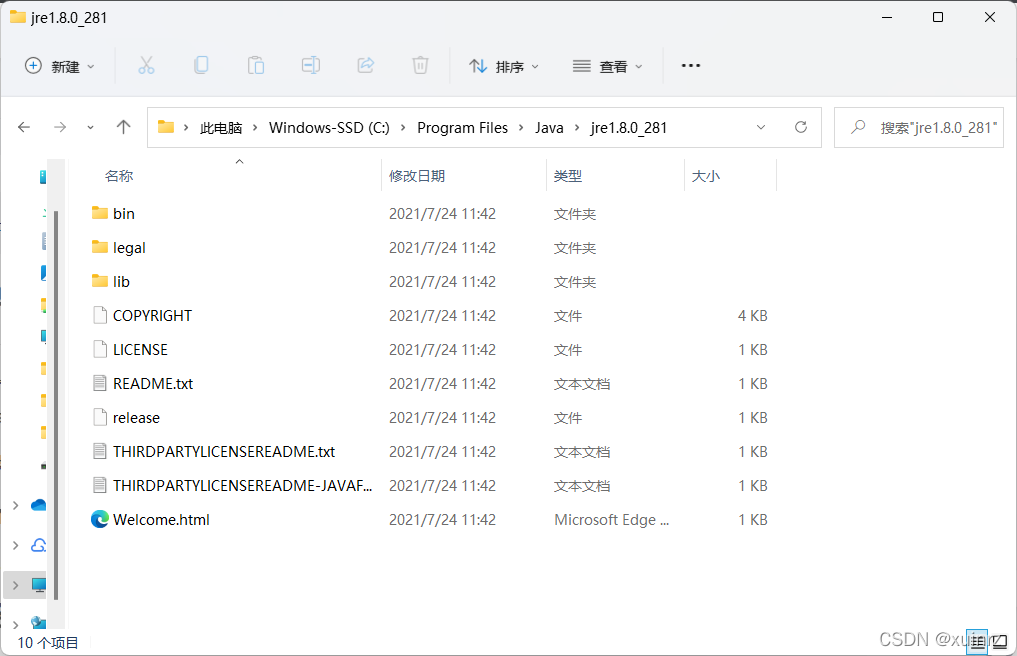 jre1.8.0_281
新建 排序 查看
此电脑 Windows-SSD (C:) Program Files Java jre1.8.0_281 搜索"jre1.8.0_281"
名称 修改日期 类型 大小
bin 2021/7/24 11:42 文件夹
legal 2021/7/24 11:42 文件夹
lib 2021/7/24 11:42 文件夹
COPYRIGHT 2021/7/24 11:42 文件 4 KB
LICENSE 2021/7/24 11:42 文件 1 KB
README.txt 2021/7/24 11:42 文本文档 1 KB
release 2021/7/24 11:42 文件 1 KB
THIRDPARTYLICENSEREADME.txt 2021/7/24 11:42 文本文档 1 KB
THIRDPARTYLICENSEREADME-JAVAF... 2021/7/24 11:42 文本文档 1 KB
Welcome.html 2021/7/24 11:42 Microsoft Edge ... 1 KB
10 个项目
CSDN